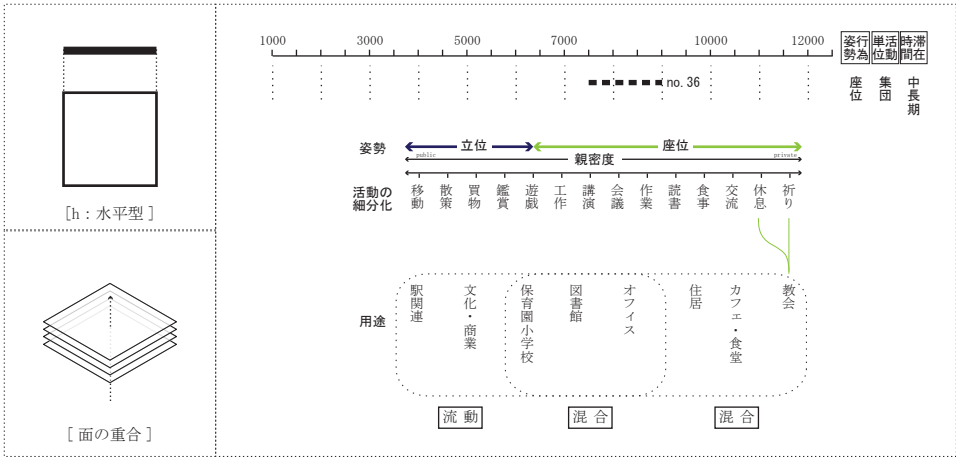 [h：水平型]
[面の重合]
1000 3000 5000 7000 10000 12000
行為姿勢
活動単位
滞在時間
座位
集団
中長期
no. 36
姿勢
立位
座位
public
親密度
private
活動の細分化
移動
散策
買物
鑑賞
遊戯
工作
講演
会議
作業
読書
食事
交流
休息
祈り
用途
駅関連
文化・商業
保育園小学校
図書館
オフィス
住居
カフェ・食堂
教会
流動
混合
混合